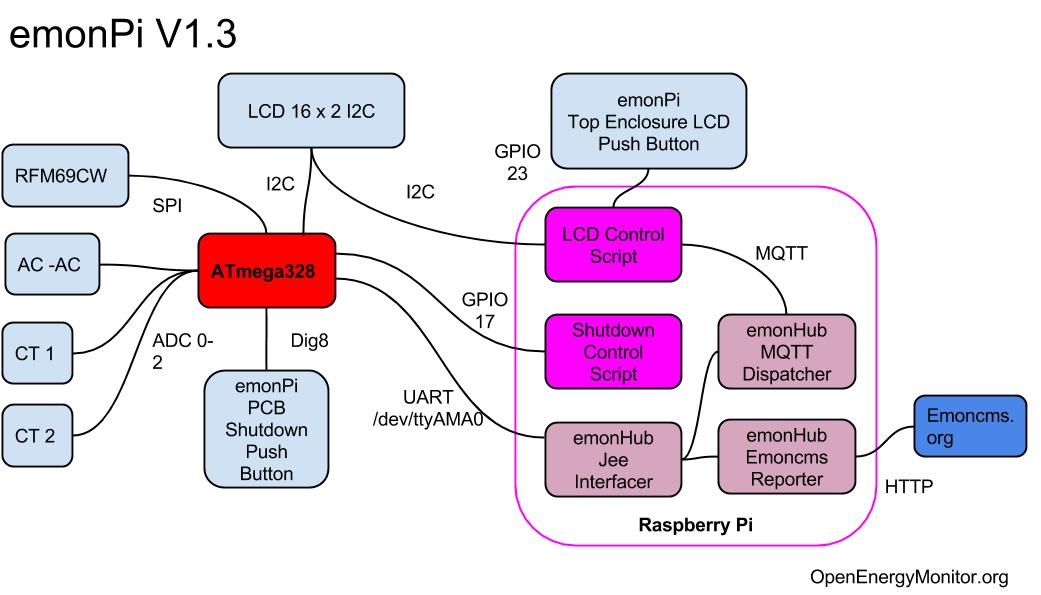 emonPi V1.3
LCD 16 x 2 I2C
emonPi
Top Enclosure LCD
Push Button
RFM69CW
SPI
I2C
I2C
GPIO
23
AC -AC
ATmega328
LCD Control
Script
MQTT
CT 1
ADC 0-
2
Dig8
GPIO
17
Shutdown
Control
Script
emonHub
MQTT
Dispatcher
CT 2
emonPi
PCB
Shutdown
Push
Button
UART
/dev/ttyAMA0
emonHub
Jee
Interfacer
emonHub
Emoncms
Reporter
Emoncms.
org
HTTP
Raspberry Pi
OpenEnergyMonitor.org